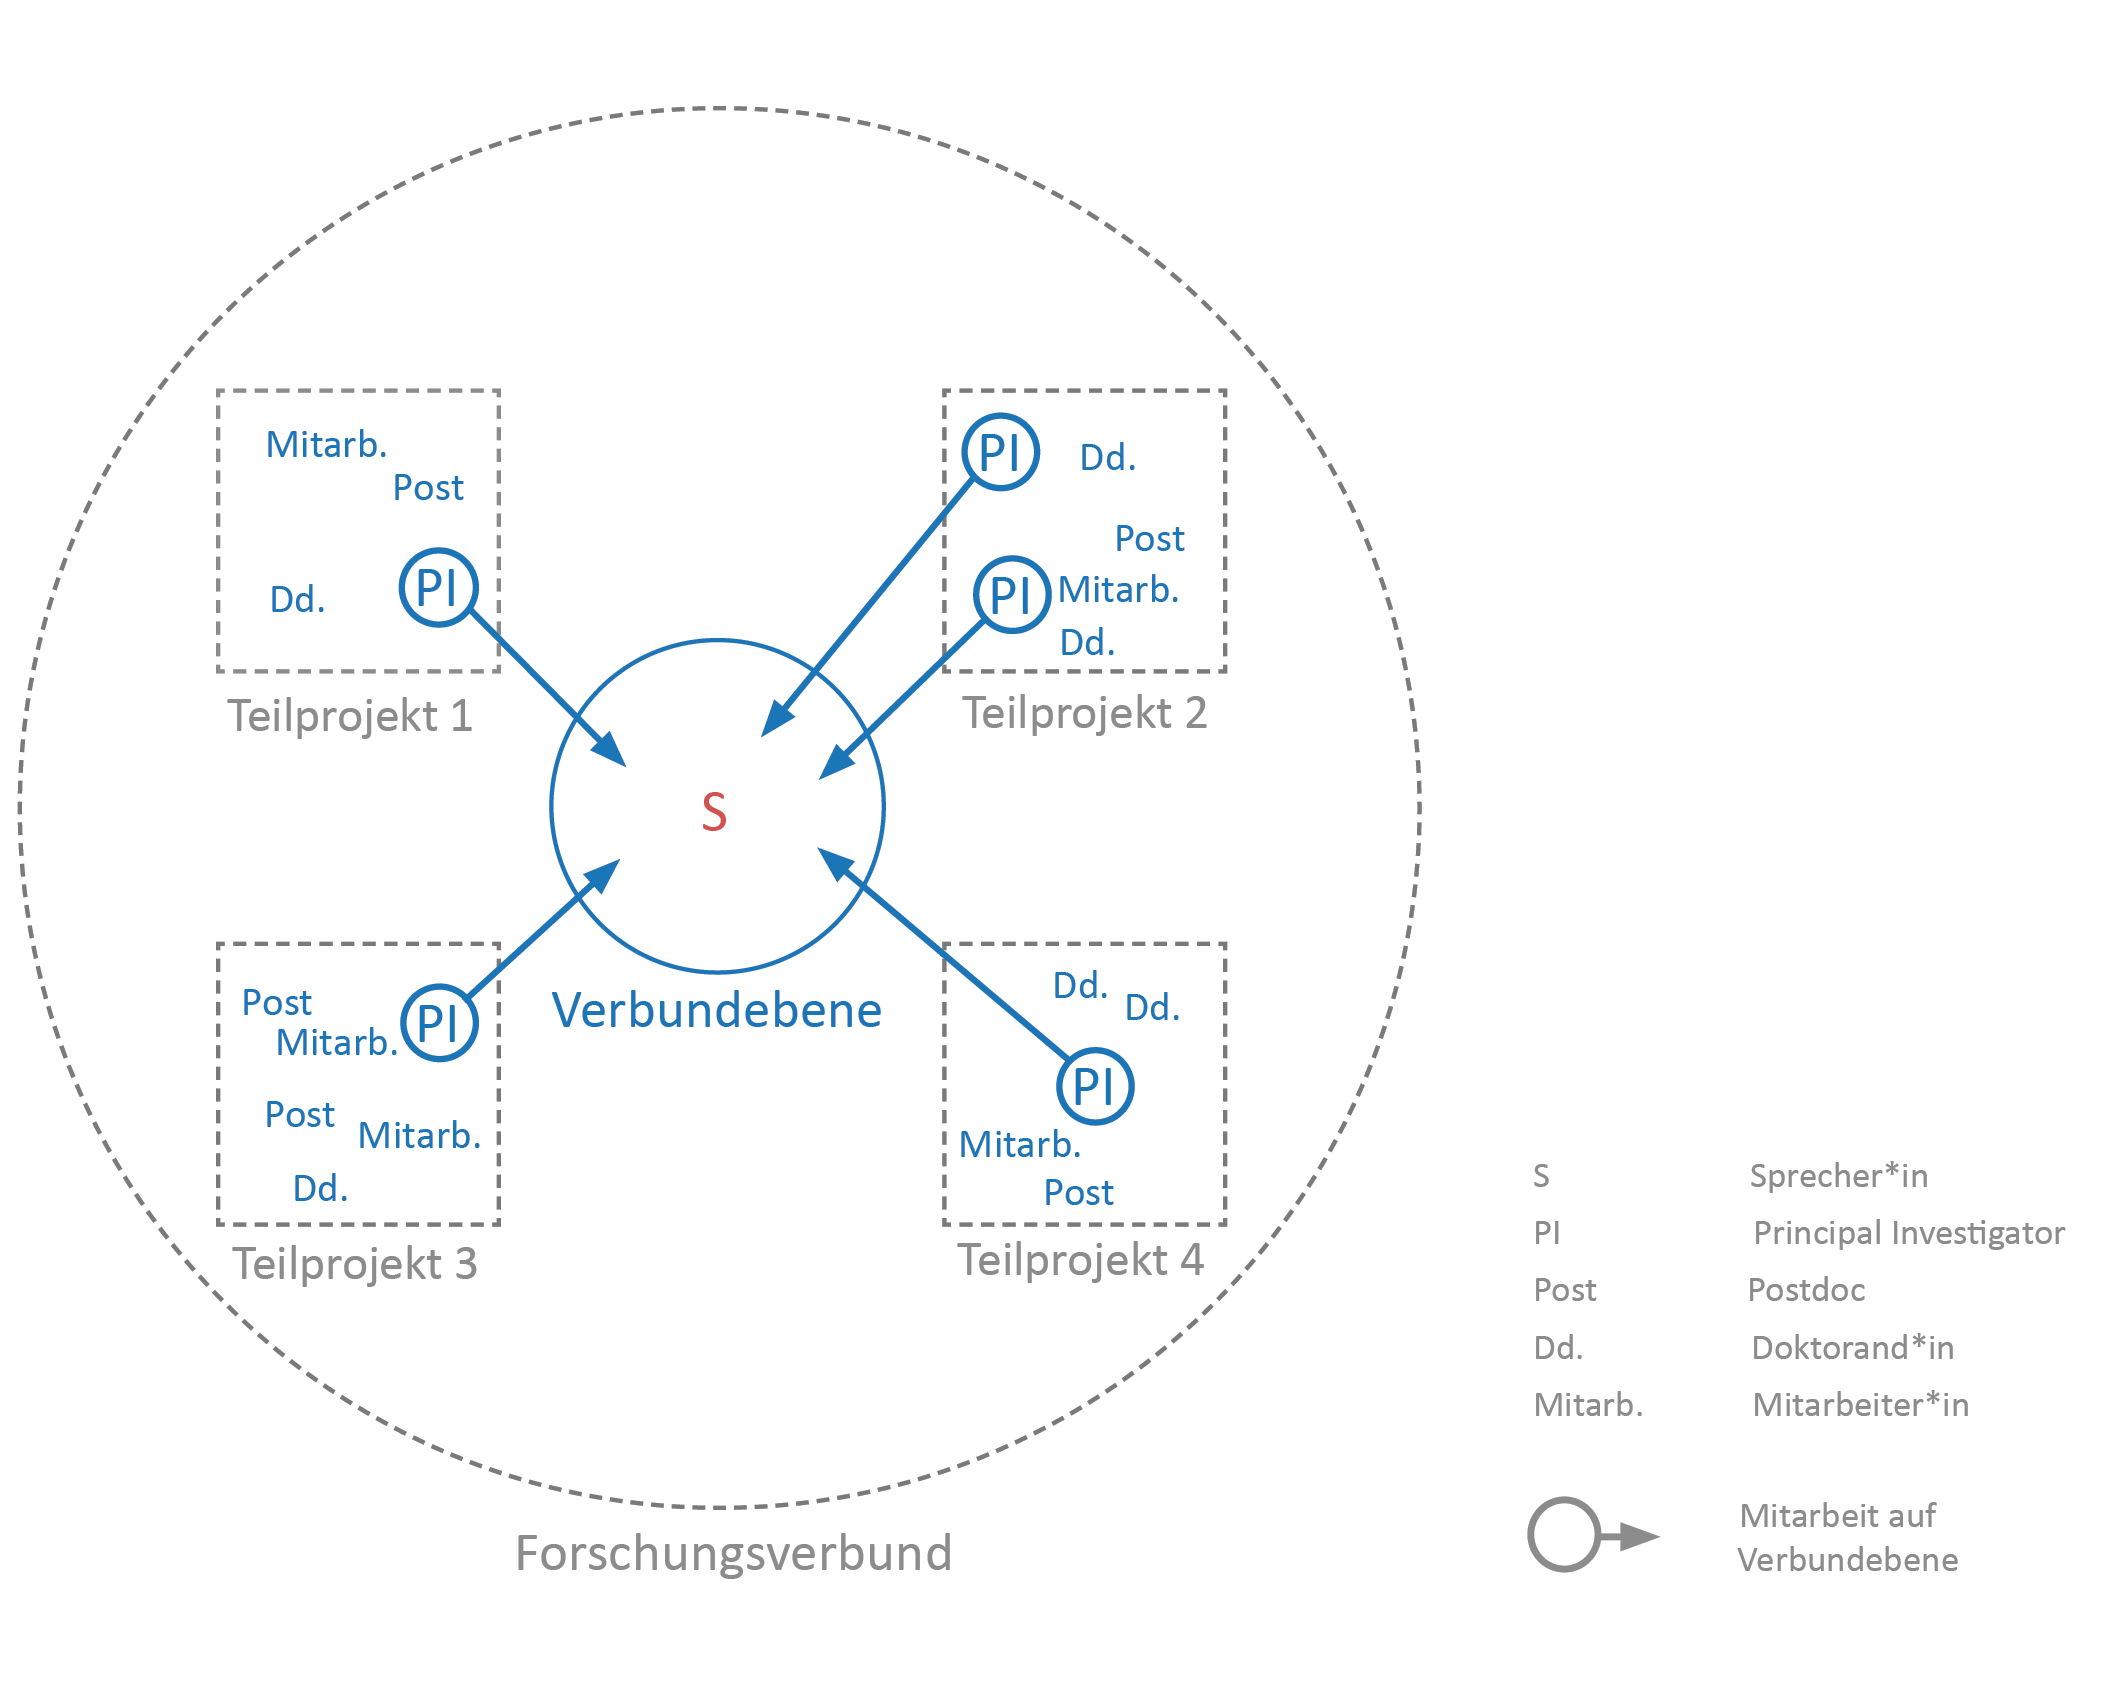 Mitarb.
Post
Dd.
PI
Teilprojekt 1
PI
Dd.
Post
PI
Mitarb.
Dd.
Teilprojekt 2
S
Verbundebene
Post
PI
Mitarb.
Post
Mitarb.
Dd.
Teilprojekt 3
Dd.
Dd.
PI
Mitarb.
Post
Teilprojekt 4
Forschungsverbund
S Sprecher*in
PI Principal Investigator
Post Postdoc
Dd. Doktorand*in
Mitarb. Mitarbeiter*in
Mitarbeit auf
Verbundebene